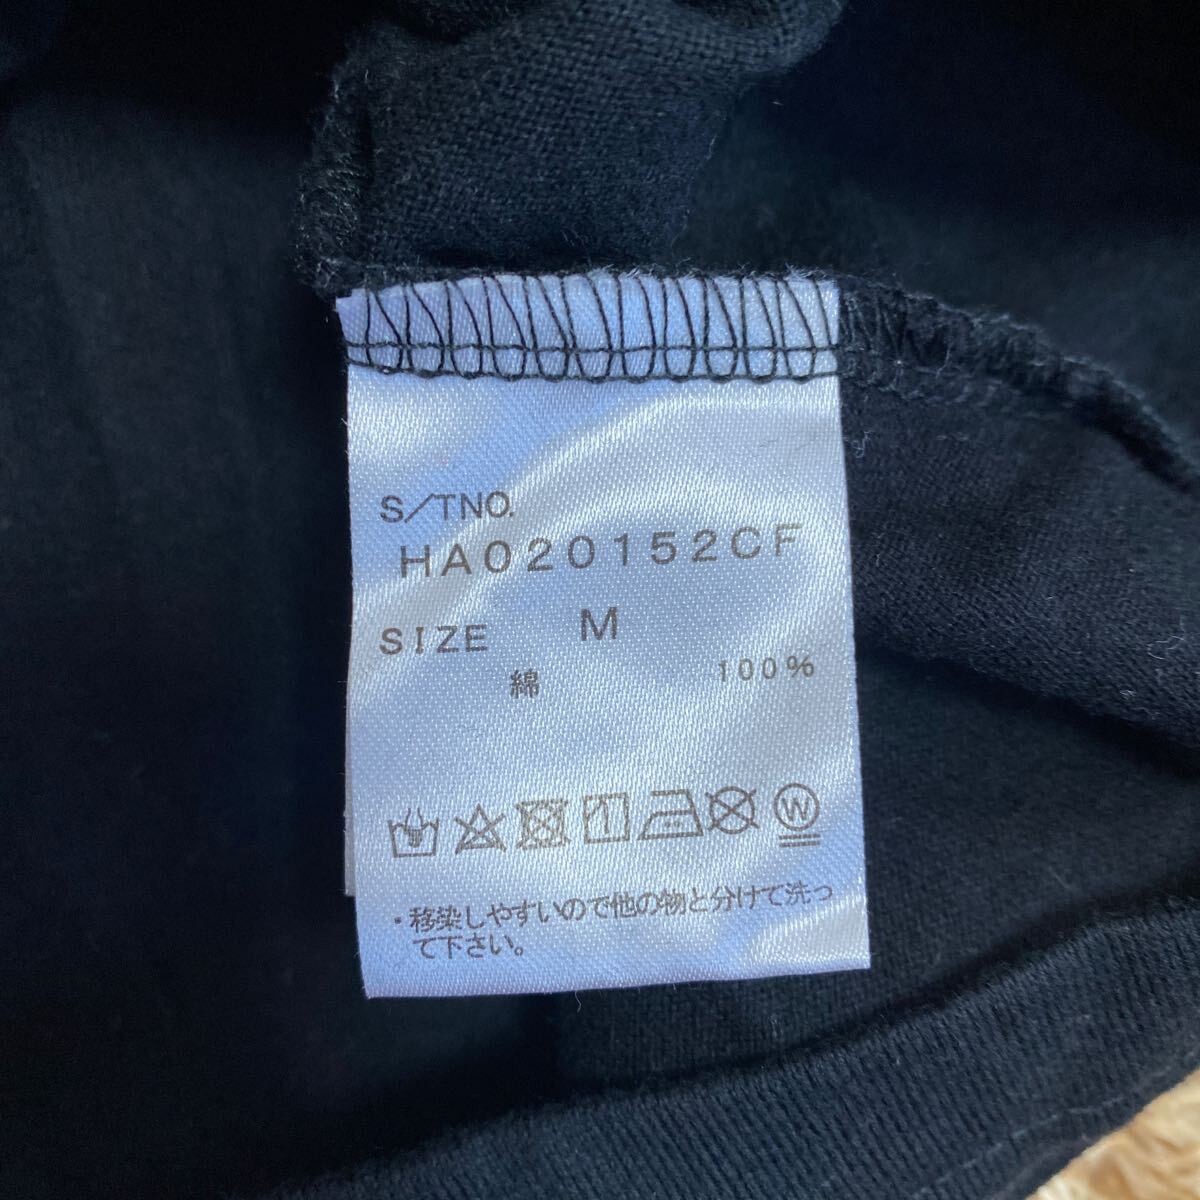 S/TNO.
HA020152CF
SIZE M
綿 100%
W
・移染しやすいので他の物と分けて洗っ
て下さい。